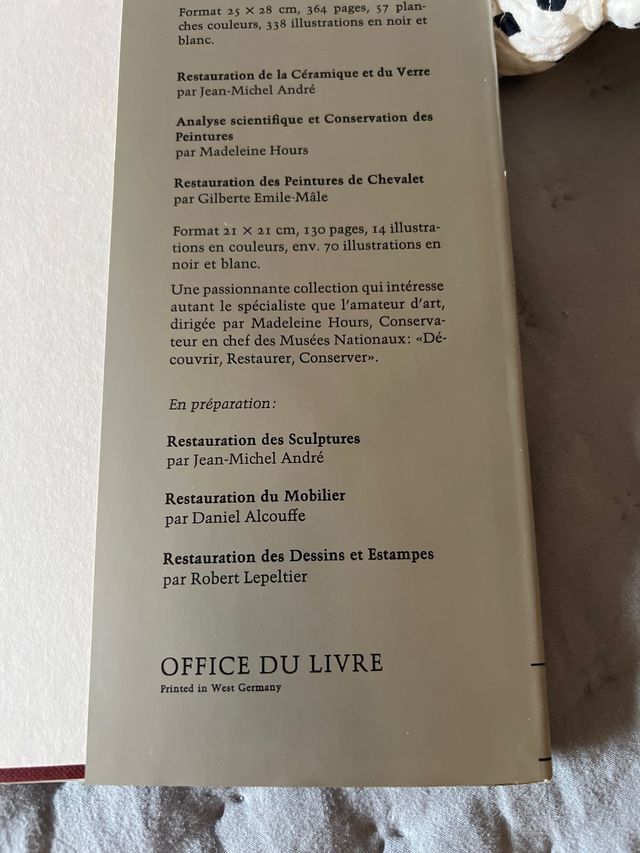 Format 25 × 28 cm, 364 pages, 57 plan-
ches couleurs, 338 illustrations en noir et
blanc.
Restauration de la Céramique et du Verre
par Jean-Michel André
Analyse scientifique et Conservation des
Peintures
par Madeleine Hours
Restauration des Peintures de Chevalet
par Gilberte Emile-Mâle
Format 21 × 21 cm, 130 pages, 14 illustra-
tions en couleurs, env. 70 illustrations en
noir et blanc.
Une passionnante collection qui intéresse
autant le spécialiste que l'amateur d'art,
dirigée par Madeleine Hours, Conserva-
teur en chef des Musées Nationaux: «Dé-
couvrir, Restaurer, Conserver».
En préparation:
Restauration des Sculptures
par Jean-Michel André
Restauration du Mobilier
par Daniel Alcouffe
Restauration des Dessins et Estampes
par Robert Lepeltier
OFFICE DU LIVRE
Printed in West Germany